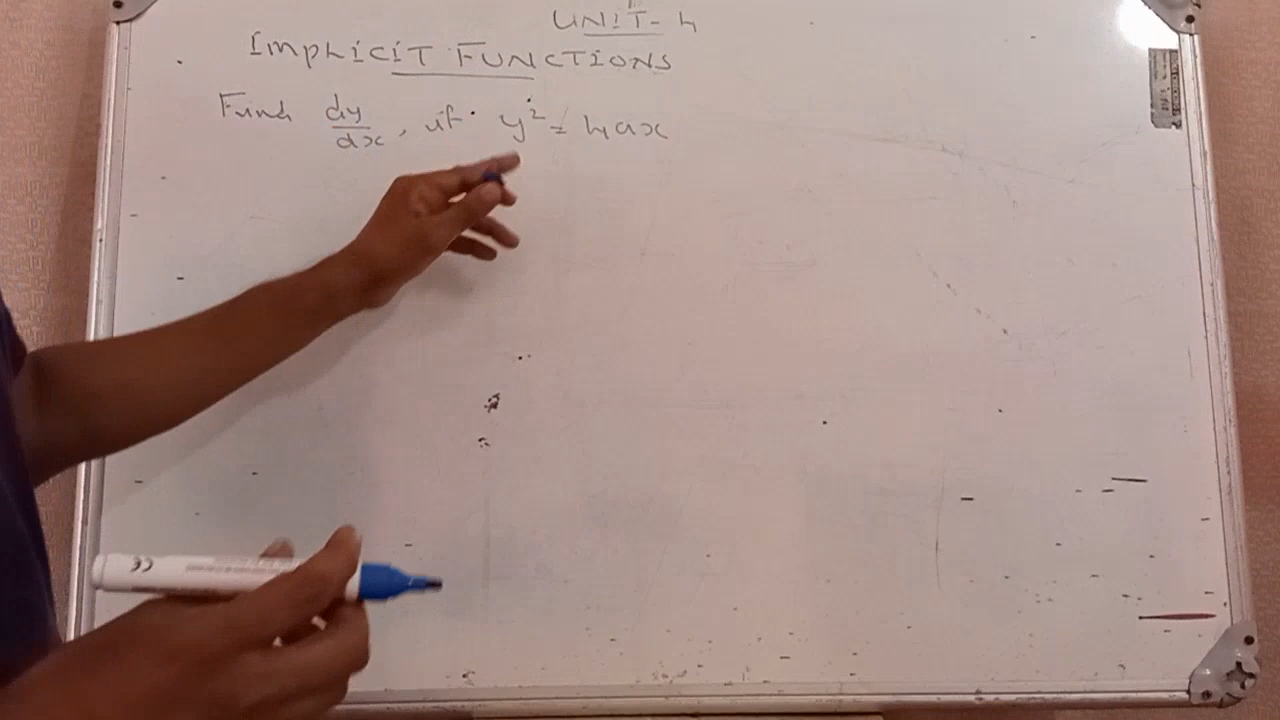 UNIT-4
IMPLICIT FUNCTIONS
Find dy/dx, if y² = 4ax